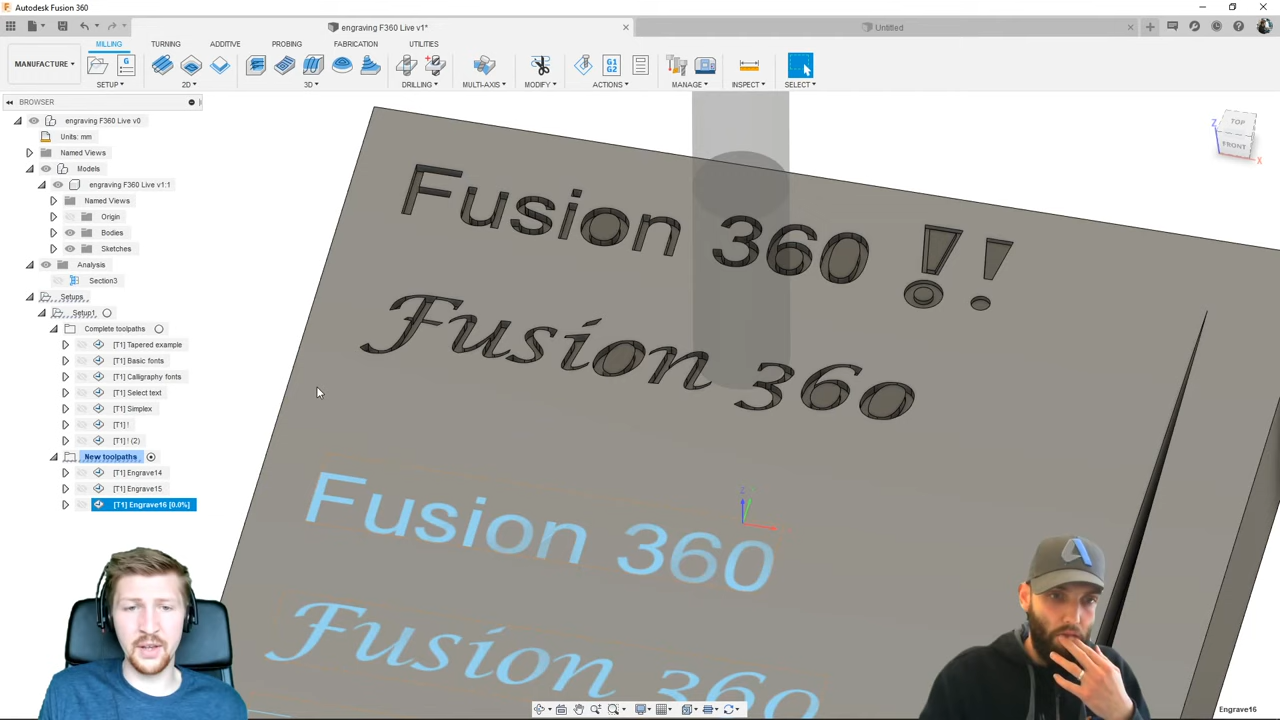 Autodesk Fusion 360
engraving F360 Live v1*
Untitled
MANUFACTURE
MILLING
TURNING
ADDITIVE
PROBING
FABRICATION
UTILITIES
SETUP
2D
3D
DRILLING
MULTI-AXIS
MODIFY
ACTIONS
MANAGE
INSPECT
SELECT
G1
G2
BROWSER
engraving F360 Live v0
Units: mm
Named Views
Models
engraving F360 Live v1:1
Named Views
Origin
Bodies
Sketches
Analysis
Section3
Setups
Setup1
Complete toolpaths
[T1] Tapered example
[T1] Basic fonts
[T1] Calligraphy fonts
[T1] Select text
[T1] Simplex
[T1] !
[T1] ! (2)
New toolpaths
[T1] Engrave14
[T1] Engrave15
[T1] Engrave16 [0.0%]
TOP
FRONT
Z
X
Fusion 360 !!
Fusion 360
Z
Fusion 360
Fusion 360
Engrave16